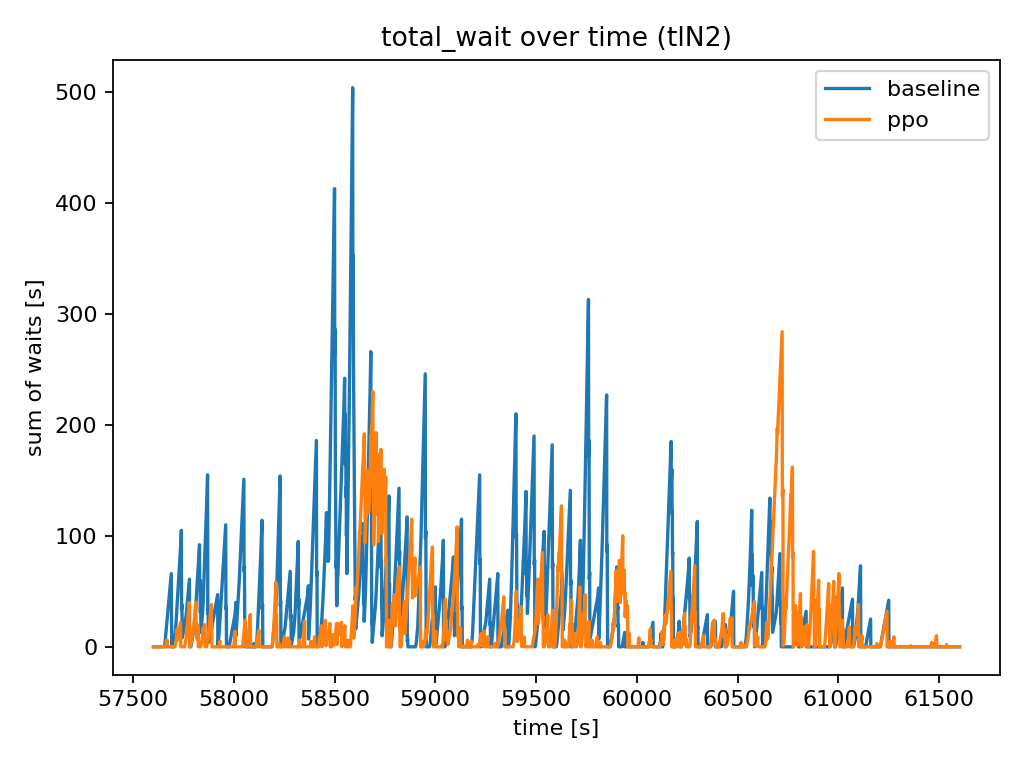 total_wait over time (tlN2)
baseline
ppo
sum of waits [s]
500
400
300
200
100
0
57500 58000 58500 59000 59500 60000 60500 61000 61500
time [s]